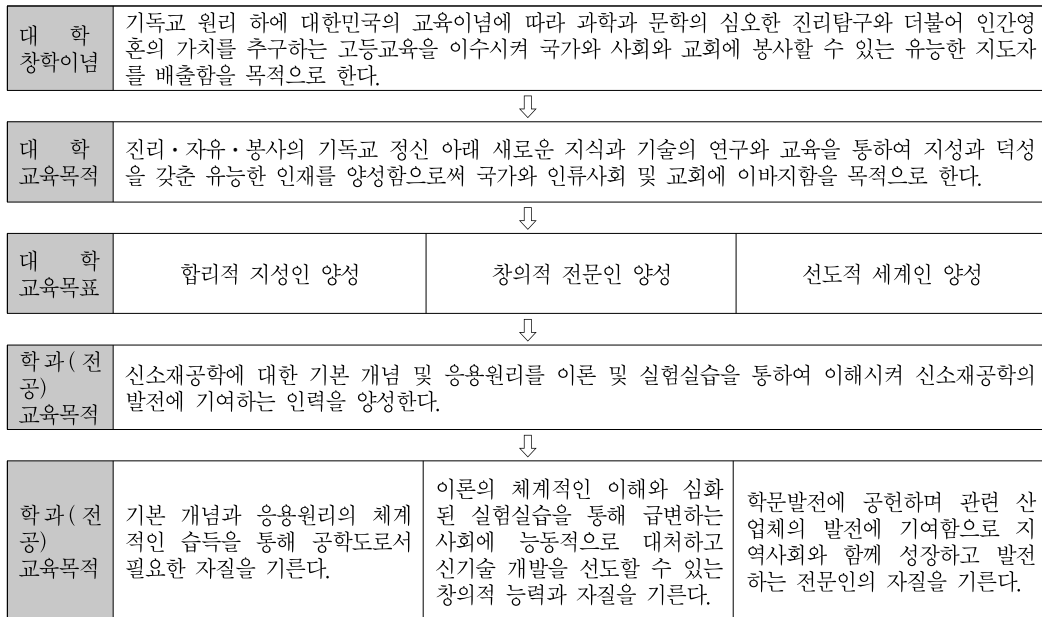 대 학
창학이념
기독교 원리 하에 대한민국의 교육이념에 따라 과학과 문학의 심오한 진리탐구와 더불어 인간영
혼의 가치를 추구하는 고등교육을 이수시켜 국가와 사회와 교회에 봉사할 수 있는 유능한 지도자
를 배출함을 목적으로 한다.
⇩
대 학
교육목적
진리・자유・봉사의 기독교 정신 아래 새로운 지식과 기술의 연구와 교육을 통하여 지성과 덕성
을 갖춘 유능한 인재를 양성함으로써 국가와 인류사회 및 교회에 이바지함을 목적으로 한다.
⇩
대 학
교육목표
합리적 지성인 양성
창의적 전문인 양성
선도적 세계인 양성
⇩
학과(전
공)
교육목적
신소재공학에 대한 기본 개념 및 응용원리를 이론 및 실험실습을 통하여 이해시켜 신소재공학의
발전에 기여하는 인력을 양성한다.
⇩
학과(전
공)
교육목적
기본 개념과 응용원리의 체계
적인 습득을 통해 공학도로서
필요한 자질을 기른다.
이론의 체계적인 이해와 심화
된 실험실습을 통해 급변하는
사회에 능동적으로 대처하고
신기술 개발을 선도할 수 있는
창의적 능력과 자질을 기른다.
학문발전에 공헌하며 관련 산
업체의 발전에 기여함으로 지
역사회와 함께 성장하고 발전
하는 전문인의 자질을 기른다.